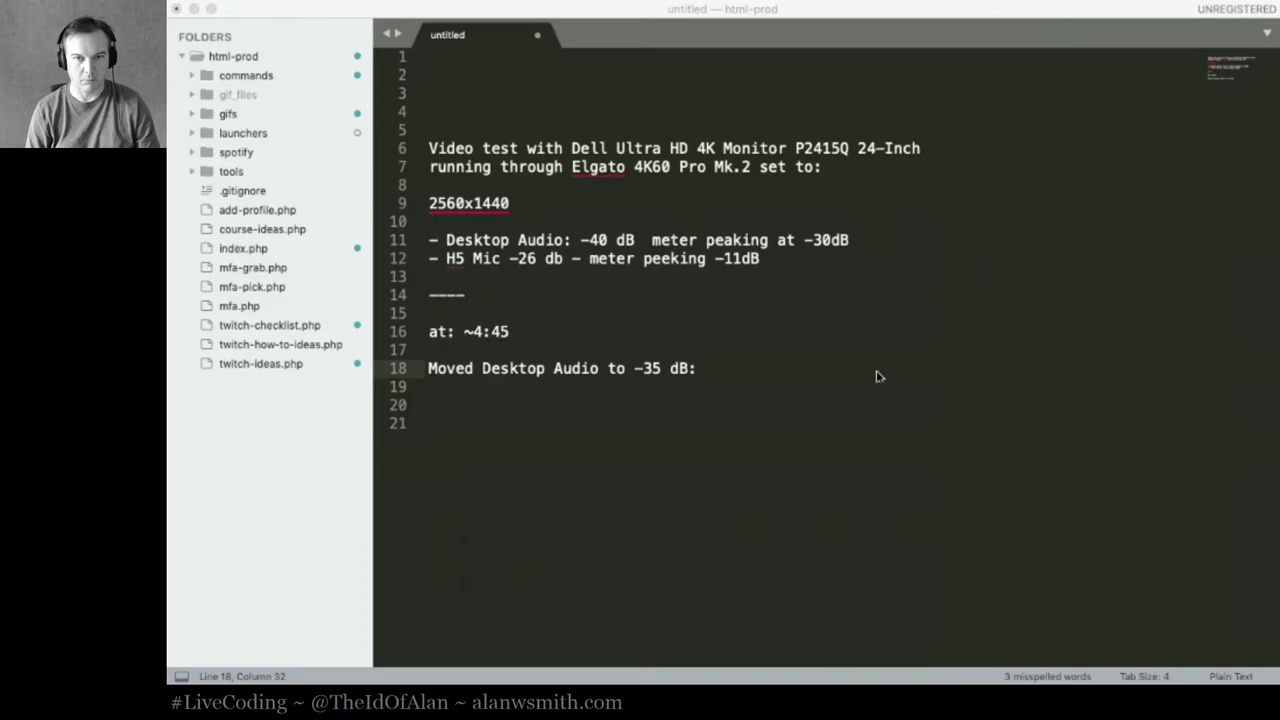 untitled — html-prod
UNREGISTERED
FOLDERS
html-prod
commands
gif_files
gifs
launchers
spotify
tools
.gitignore
add-profile.php
course-ideas.php
index.php
mfa-grab.php
mfa-pick.php
mfa.php
twitch-checklist.php
twitch-how-to-ideas.php
twitch-ideas.php
untitled
1
2
3
4
5
6 Video test with Dell Ultra HD 4K Monitor P2415Q 24-Inch
7 running through Elgato 4K60 Pro Mk.2 set to:
8
9 2560x1440
10
11 - Desktop Audio: -40 dB  meter peaking at -30dB
12 - H5 Mic -26 db - meter peeking -11dB
13
14 ----
15
16 at: ~4:45
17
18 Moved Desktop Audio to -35 dB:
19
20
21
Line 18, Column 32
3 misspelled words
Tab Size: 4
Plain Text
#LiveCoding ~ @TheIdOfAlan ~ alanwsmith.com